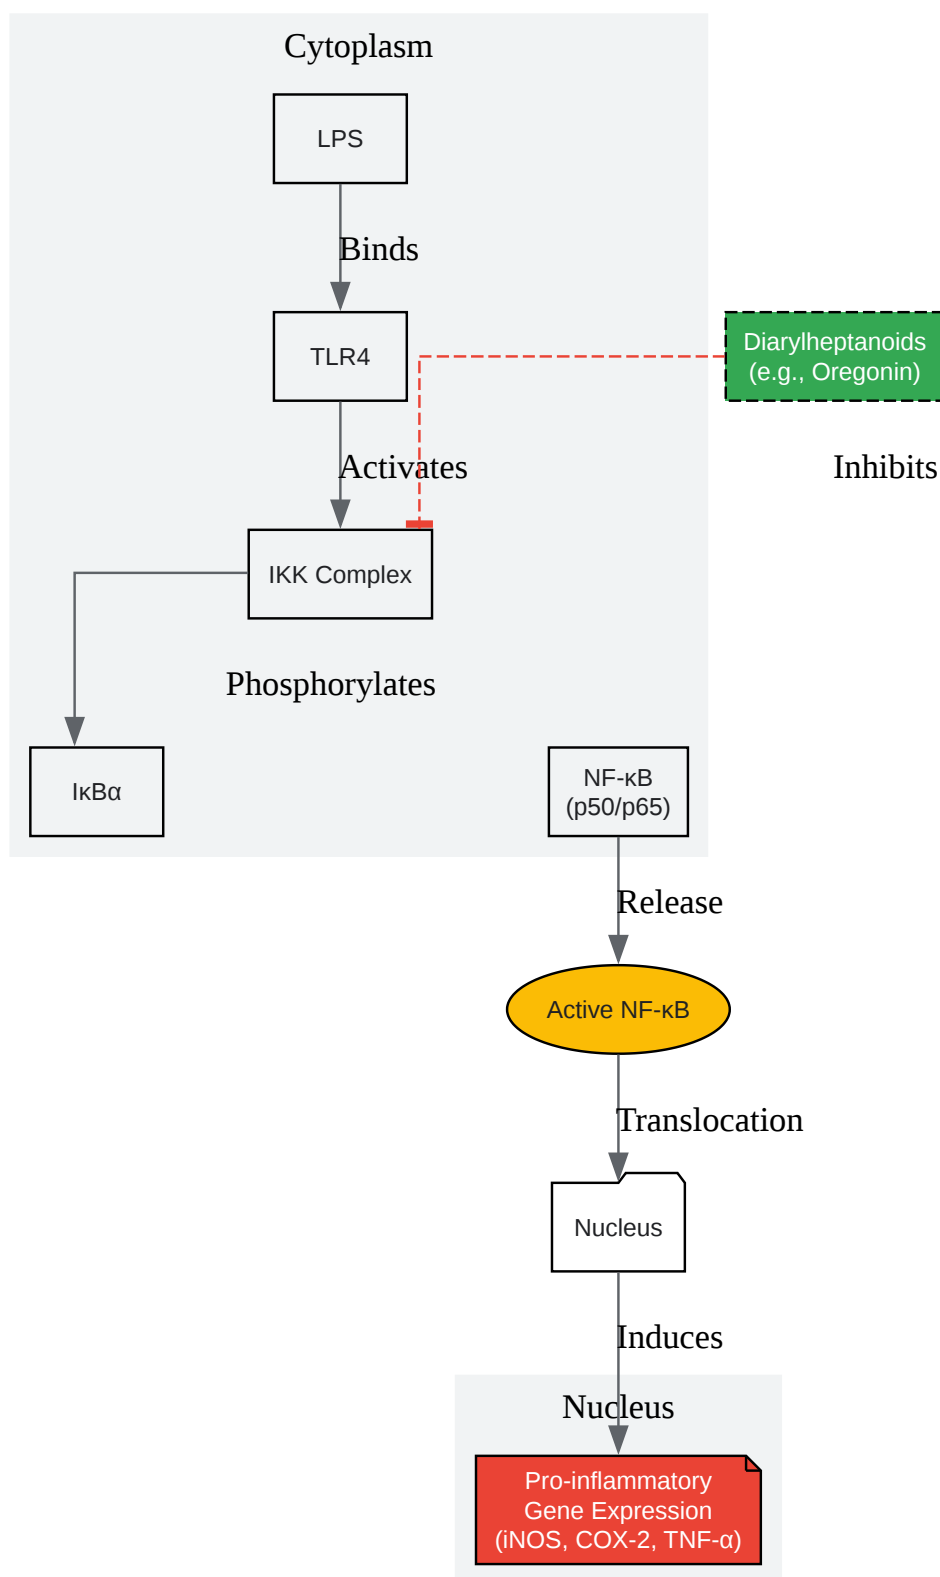 Cytoplasm
LPS
Binds
TLR4
Diarylheptanoids
(e.g., Oregonin)
Activates
Inhibits
IKK Complex
Phosphorylates
IκBα
NF-κB
(p50/p65)
Release
Active NF-κB
Translocation
Nucleus
Induces
Nucleus
Pro-inflammatory
Gene Expression
(iNOS, COX-2, TNF-α)